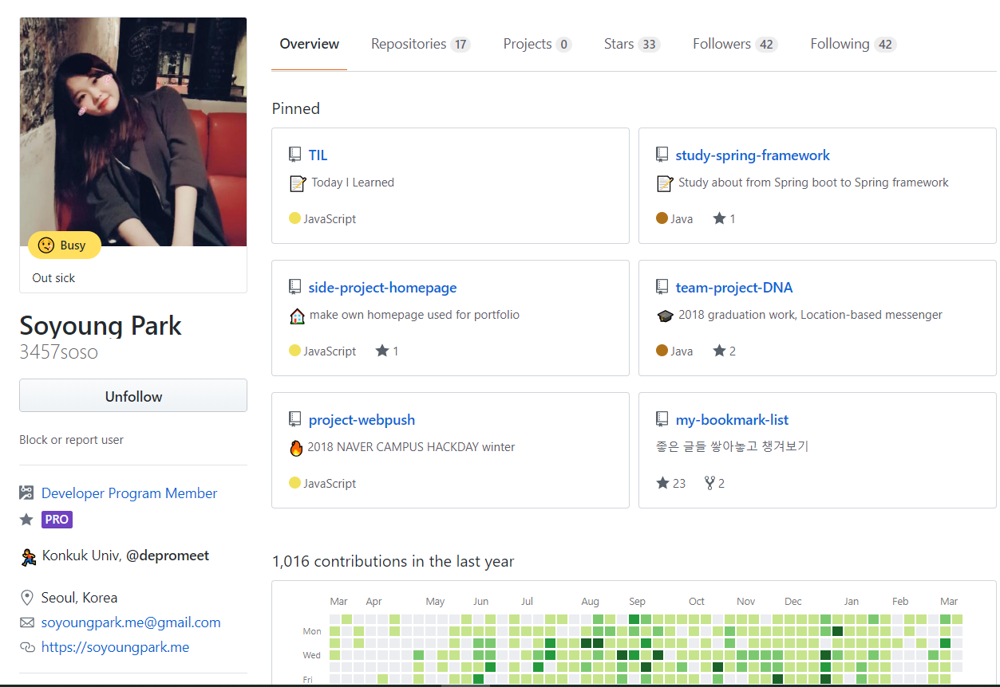 Overview Repositories 17 Projects 0 Stars 33 Followers 42 Following 42
Busy
Out sick
Soyoung Park
3457soso
Unfollow
Block or report user
Developer Program Member
PRO
Konkuk Univ, @depromeet
Seoul, Korea
soyoungpark.me@gmail.com
https://soyoungpark.me
Pinned
TIL
Today I Learned
JavaScript
study-spring-framework
Study about from Spring boot to Spring framework
Java 1
side-project-homepage
make own homepage used for portfolio
JavaScript 1
team-project-DNA
2018 graduation work, Location-based messenger
Java 2
project-webpush
2018 NAVER CAMPUS HACKDAY winter
JavaScript
my-bookmark-list
좋은 글들 쌓아놓고 챙겨보기
23 2
1,016 contributions in the last year
Mar Apr May Jun Jul Aug Sep Oct Nov Dec Jan Feb Mar
Mon
Wed
Fri